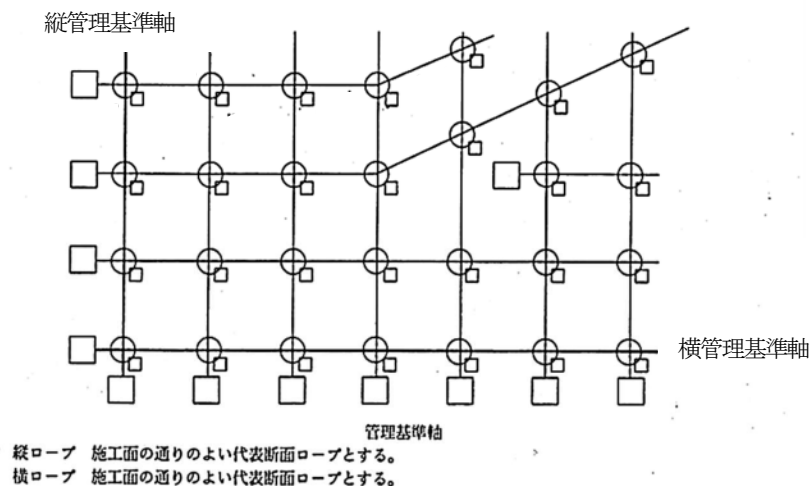 縦管理基準軸
横管理基準軸
管理基準軸
縦ロープ 施工面の通りのよい代表断面ロープとする。
横ロープ 施工面の通りのよい代表断面ロープとする。